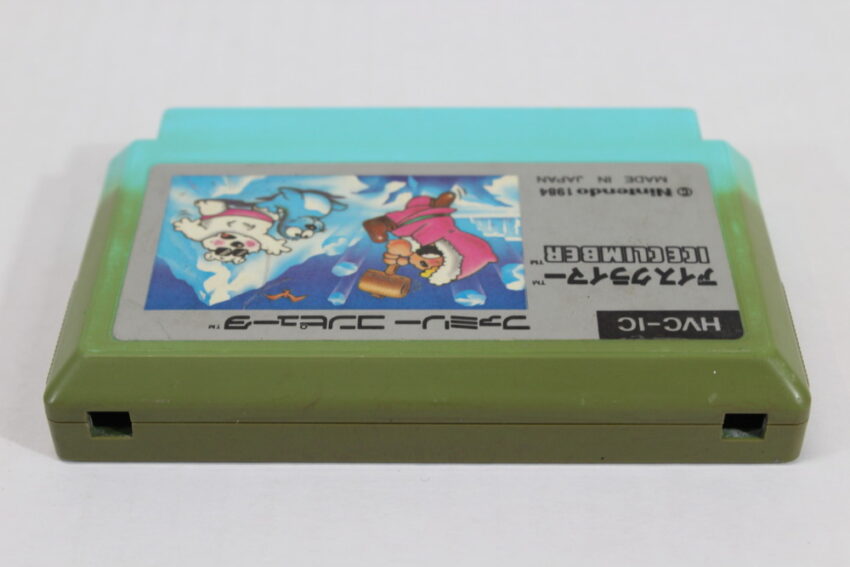 HVC-IC
ファミリー コンピュータ™
アイスクライマー™
ICE CLIMBER™
© Nintendo 1984
MADE IN JAPAN